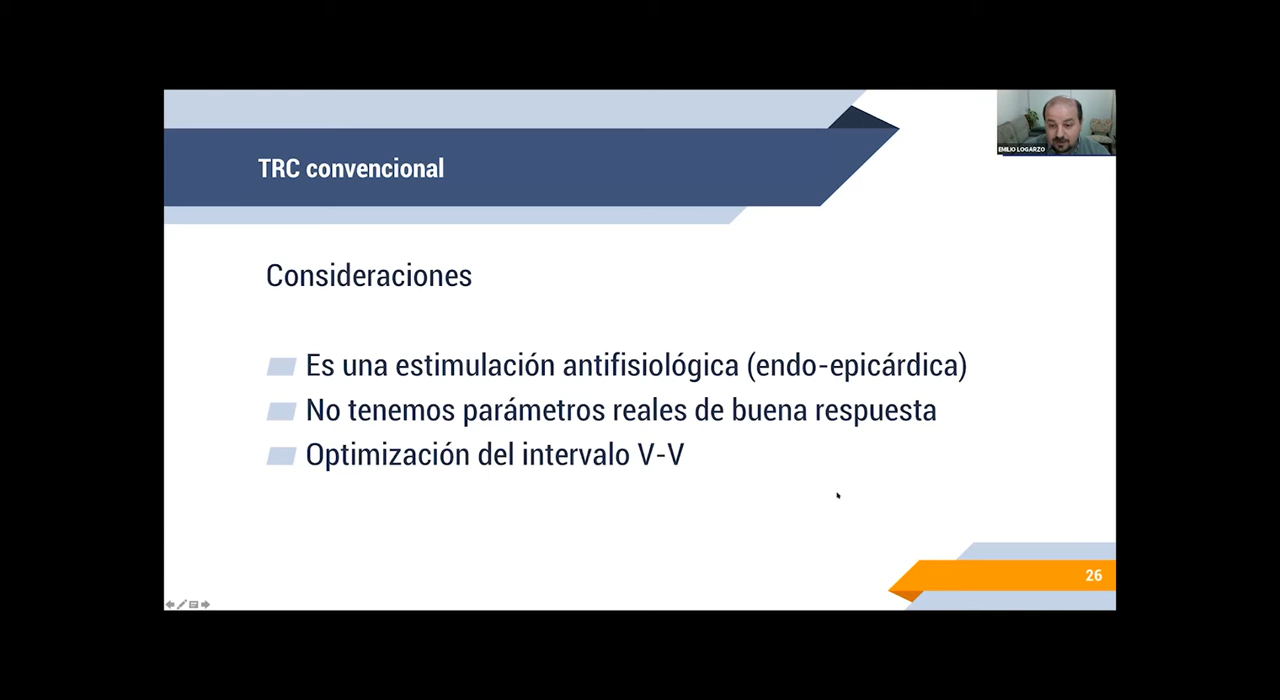 TRC convencional
EMILIO LOGARZO
Consideraciones
Es una estimulación antifisiológica (endo-epicárdica)
No tenemos parámetros reales de buena respuesta
Optimización del intervalo V-V
26